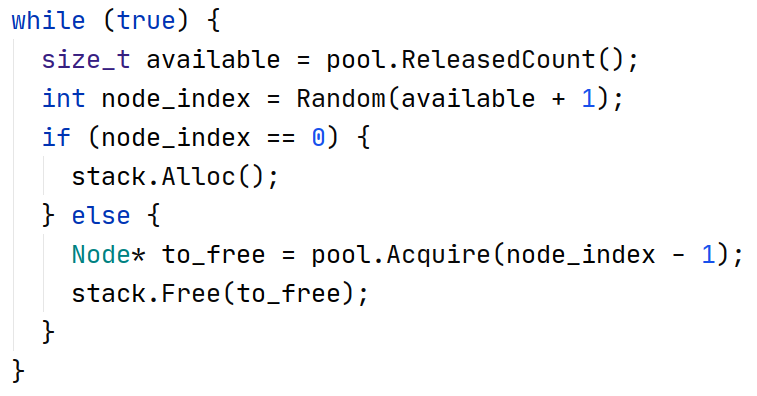 while (true) {
  size_t available = pool.ReleasedCount();
  int node_index = Random(available + 1);
  if (node_index == 0) {
    stack.Alloc();
  } else {
    Node* to_free = pool.Acquire(node_index - 1);
    stack.Free(to_free);
  }
}